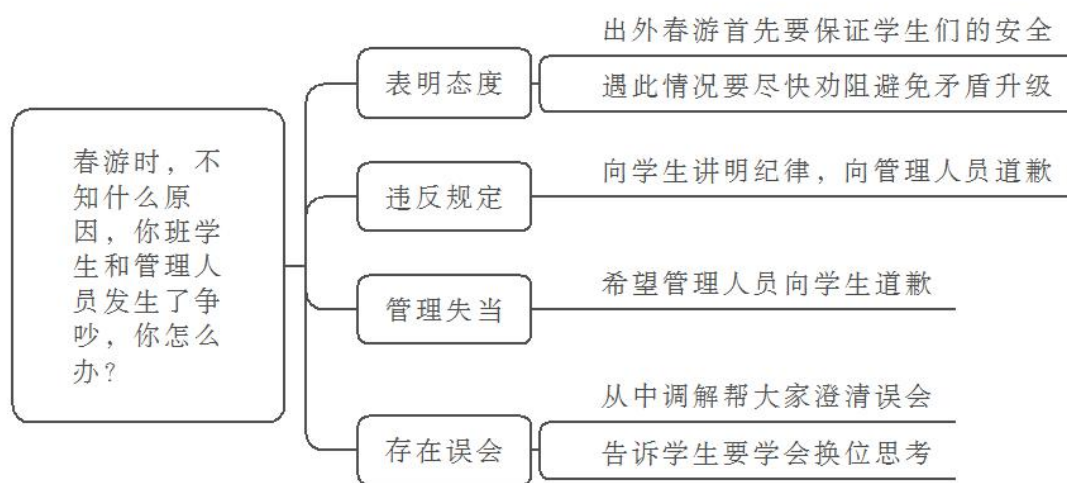 春游时，不
知什么原
因，你班学
生和管理人
员发生了争
吵，你怎么
办？
表明态度
出外春游首先要保证学生们的安全
遇此情况要尽快劝阻避免矛盾升级
违反规定
向学生讲明纪律，向管理人员道歉
管理失当
希望管理人员向学生道歉
存在误会
从中调解帮大家澄清误会
告诉学生要学会换位思考